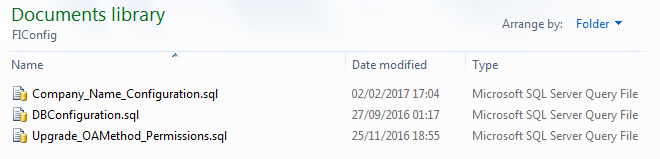 Documents library
FIConfig
Arrange by: Folder
Name Date modified Type
Company_Name_Configuration.sql 02/02/2017 17:04 Microsoft SQL Server Query File
DBConfiguration.sql 27/09/2016 01:17 Microsoft SQL Server Query File
Upgrade_OAMethod_Permissions.sql 25/11/2016 18:55 Microsoft SQL Server Query File